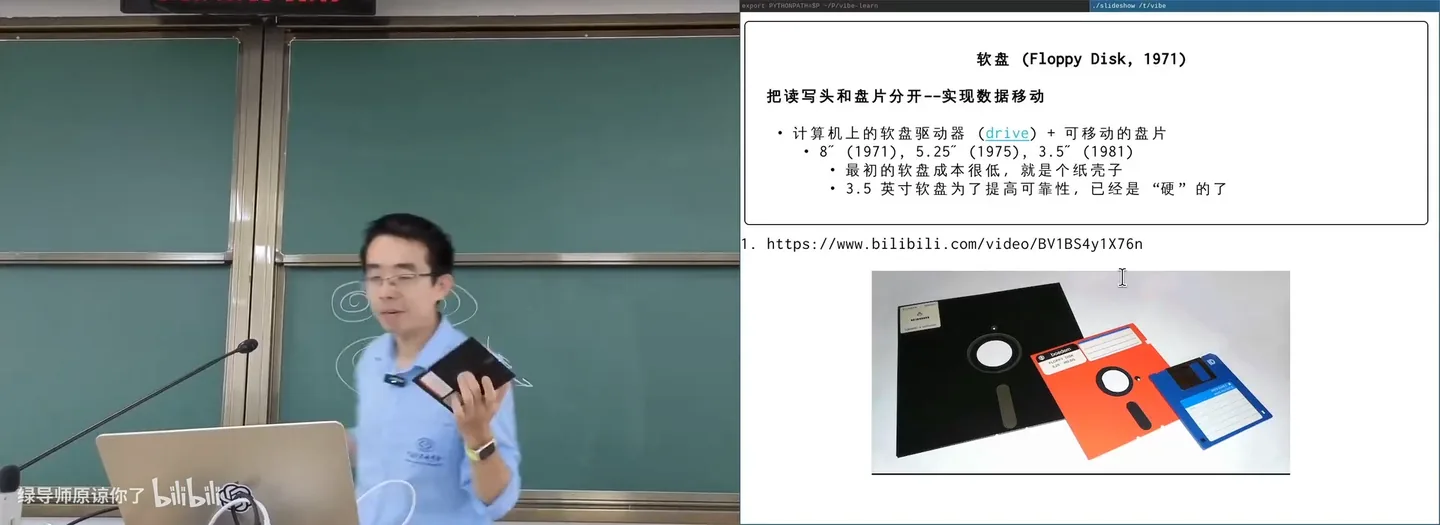 绿导师原谅你了 bilibili
export PYTHONPATH=$P ~/P/vibe-learn
./slideshow /t/vibe
软盘 (Floppy Disk, 1971)
把读写头和盘片分开--实现数据移动
• 计算机上的软盘驱动器 (drive) + 可移动的盘片
• 8″ (1971), 5.25″ (1975), 3.5″ (1981)
• 最初的软盘成本很低, 就是个纸壳子
• 3.5 英寸软盘为了提高可靠性, 已经是 “硬” 的了
1. https://www.bilibili.com/video/BV1BS4y1X76n